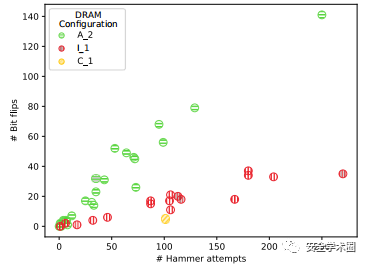 DRAM
Configuration
A_2
I_1
C_1
# Bit flips
140
120
100
80
60
40
20
0
0
50
100
150
200
250
# Hammer attempts
安全学术圈